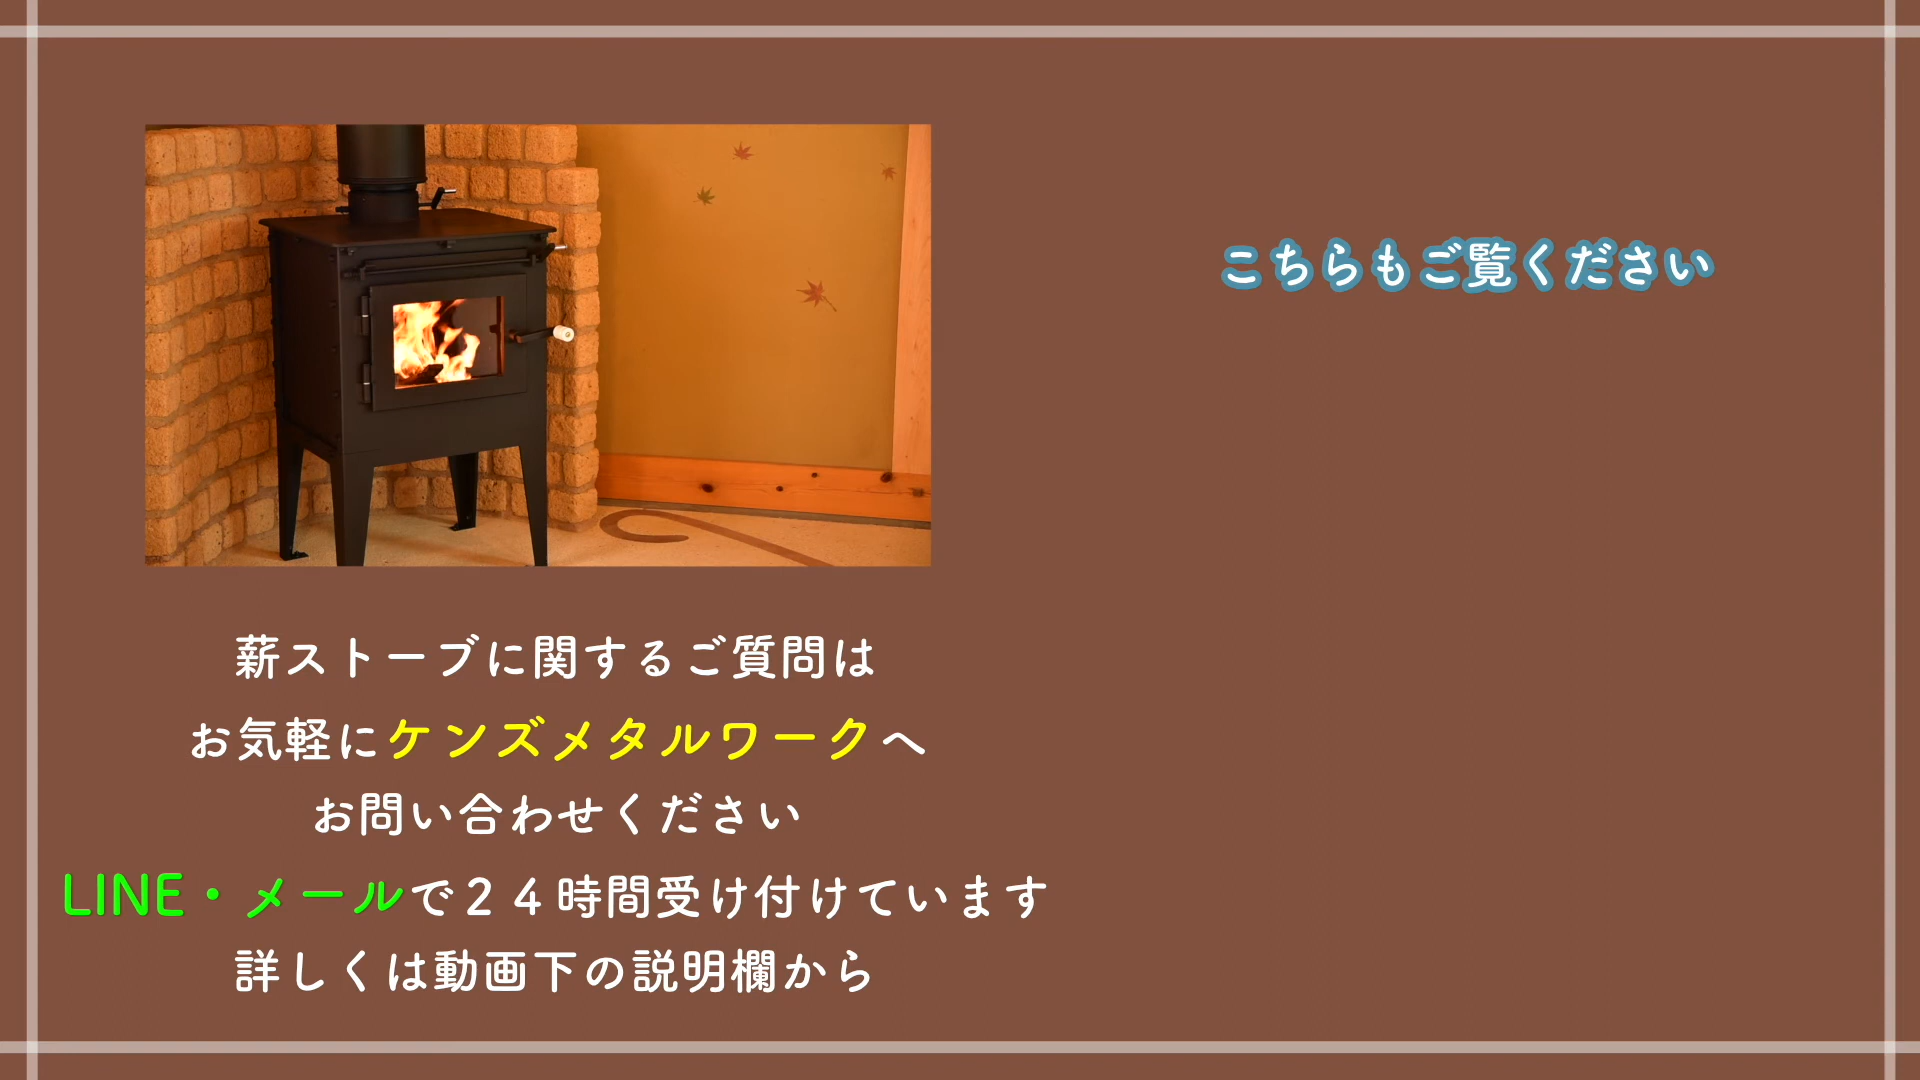 こちらもご覧ください
薪ストーブに関するご質問は
お気軽にケンズメタルワークへ
お問い合わせください
LINE・メールで２４時間受け付けています
詳しくは動画下の説明欄から